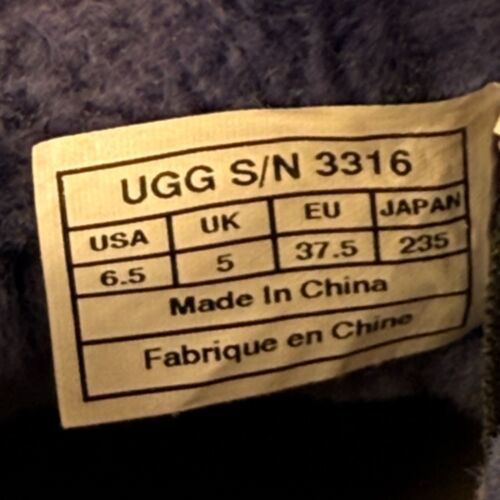 UGG S/N 3316
USA UK EU JAPAN
6.5 5 37.5 235
Made In China
Fabrique en Chine